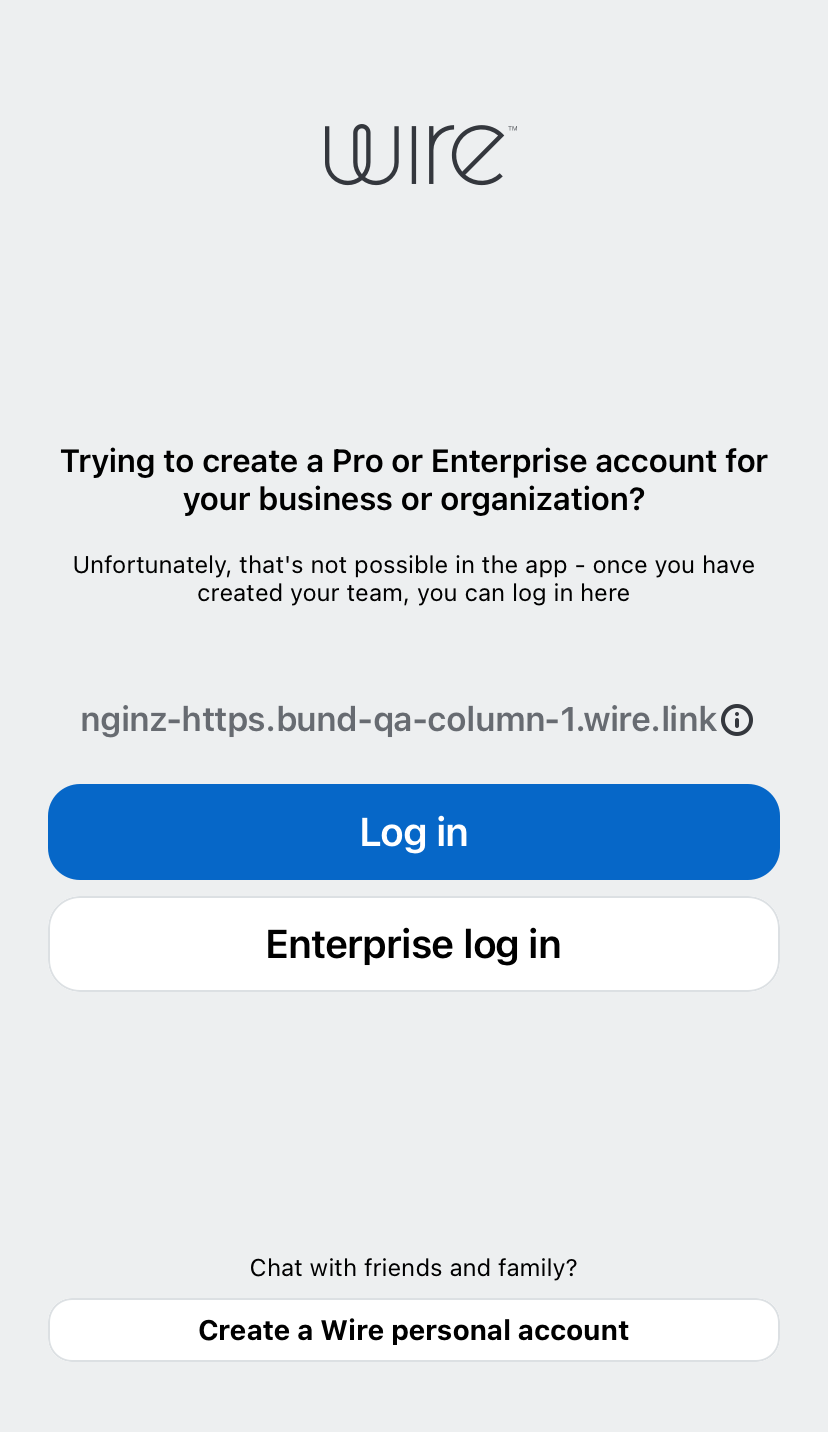 wire™
Trying to create a Pro or Enterprise account for
your business or organization?
Unfortunately, that's not possible in the app - once you have
created your team, you can log in here
nginz-https.bund-qa-column-1.wire.link
Log in
Enterprise log in
Chat with friends and family?
Create a Wire personal account